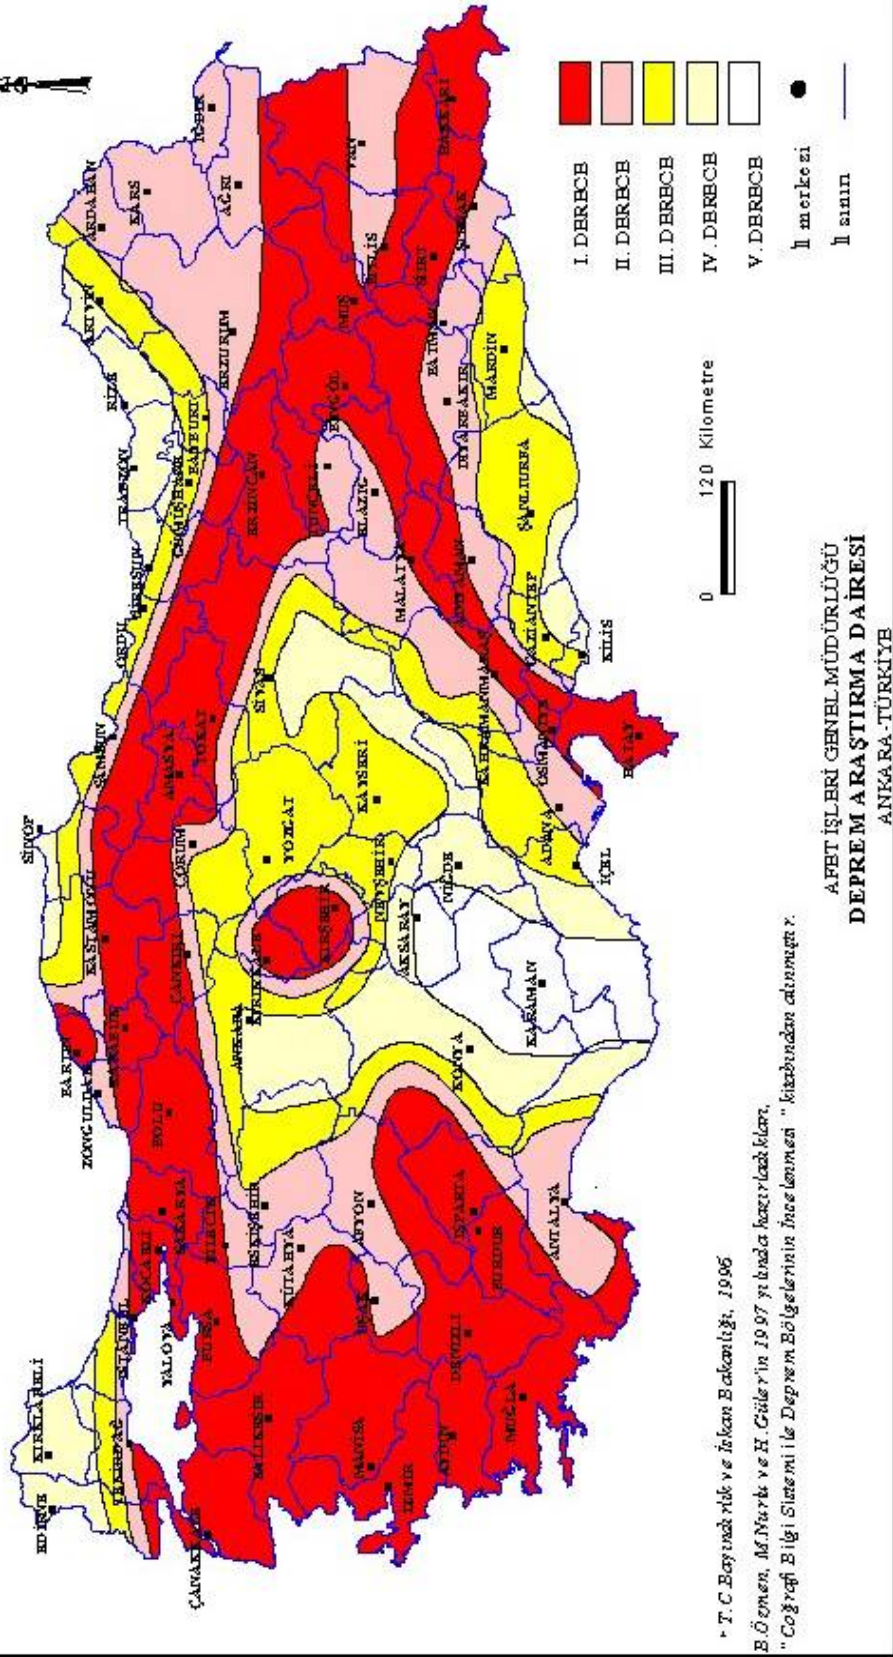 KIRKLARELİ
EDİRNE
TEKİRDAĞ
İSTANBUL
YALOVA
KOCAELİ
SAKARYA
BİLECİK
BURSA
ÇANAKKALE
BALIKESİR
ESKİŞEHİR
KÜTAHYA
MANİSA
İZMİR
UŞAK
AFYON
AYDIN
DENİZLİ
MUĞLA
ISPARTA
BURDUR
ANTALYA
ZONGULDAK
BARTIN
KARABÜK
BOLU
KASTAMONU
SİNOP
ÇANKIRI
ANKARA
KIRIKKALE
KIRŞEHİR
ÇORUM
YOZGAT
NEVŞEHİR
AKSARAY
KONYA
KARAMAN
NİĞDE
KAYSERİ
İÇEL
ADANA
SAMSUN
AMASYA
TOKAT
SİVAS
ORDU
GİRESUN
TRABZON
RİZE
ARTVİN
ARDAHAN
KARS
IĞDIR
AĞRI
ERZURUM
BAYBURT
GÜMÜŞHANE
ERZİNCAN
TUNCELİ
BİNGÖL
MUŞ
BİTLİS
VAN
HAKKARİ
ŞIRNAK
SİİRT
BATMAN
DİYARBAKIR
MARDİN
ŞANLIURFA
ELAZIĞ
MALATYA
ADIYAMAN
KAHRAMANMARAŞ
GAZİANTEP
KİLİS
OSMANİYE
HATAY
I. DERECE
II. DERECE
III. DERECE
IV. DERECE
V. DERECE
İl merkezi
İl sınırı
0 120 Kilometre
* T.C Bayındırlık ve İskan Bakanlığı, 1996
B.Özmen, M.Nurlu ve H.Güler'in 1997 yılında hazırladıkları,
"Coğrafi Bilgi Sistemi ile Deprem Bölgelerinin İncelenmesi " kitabından alınmıştır.
AFET İŞLERİ GENEL MÜDÜRLÜĞÜ
DEPREM ARAŞTIRMA DAİRESİ
ANKARA-TÜRKİYE